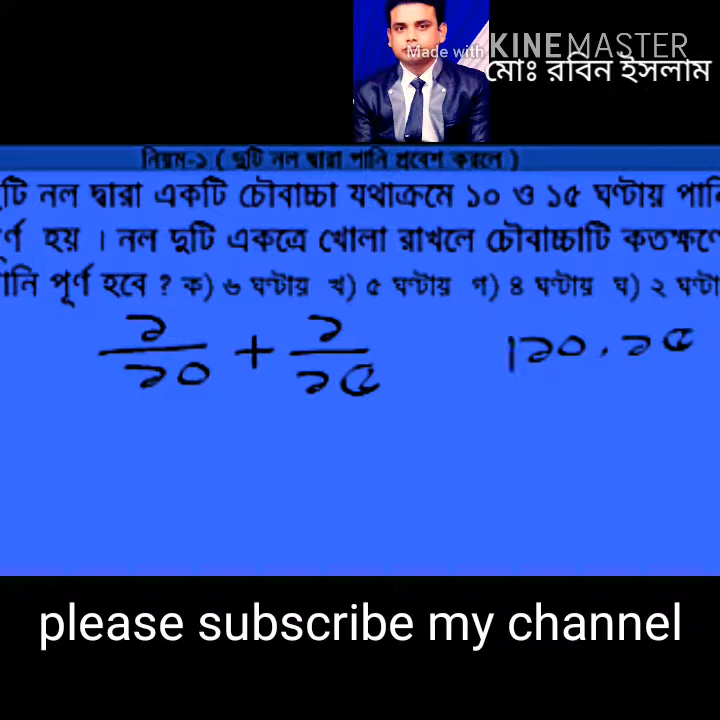 Made with KINEMASTER
মোঃ রবিন ইসলাম
নিয়ম-১ ( দুটি নল দ্বারা পানি প্রবেশ করলে )
টি নল দ্বারা একটি চৌবাচ্চা যথাক্রমে ১০ ও ১৫ ঘণ্টায় পানি
র্ণ হয় । নল দুটি একত্রে খোলা রাখলে চৌবাচ্চাটি কতক্ষণে
ানি পূর্ণ হবে ? ক) ৬ ঘণ্টায় খ) ৫ ঘণ্টায় গ) ৪ ঘণ্টায় ঘ) ২ ঘণ্টা
১/১০ + ১/১৫ |১০,১৫
please subscribe my channel